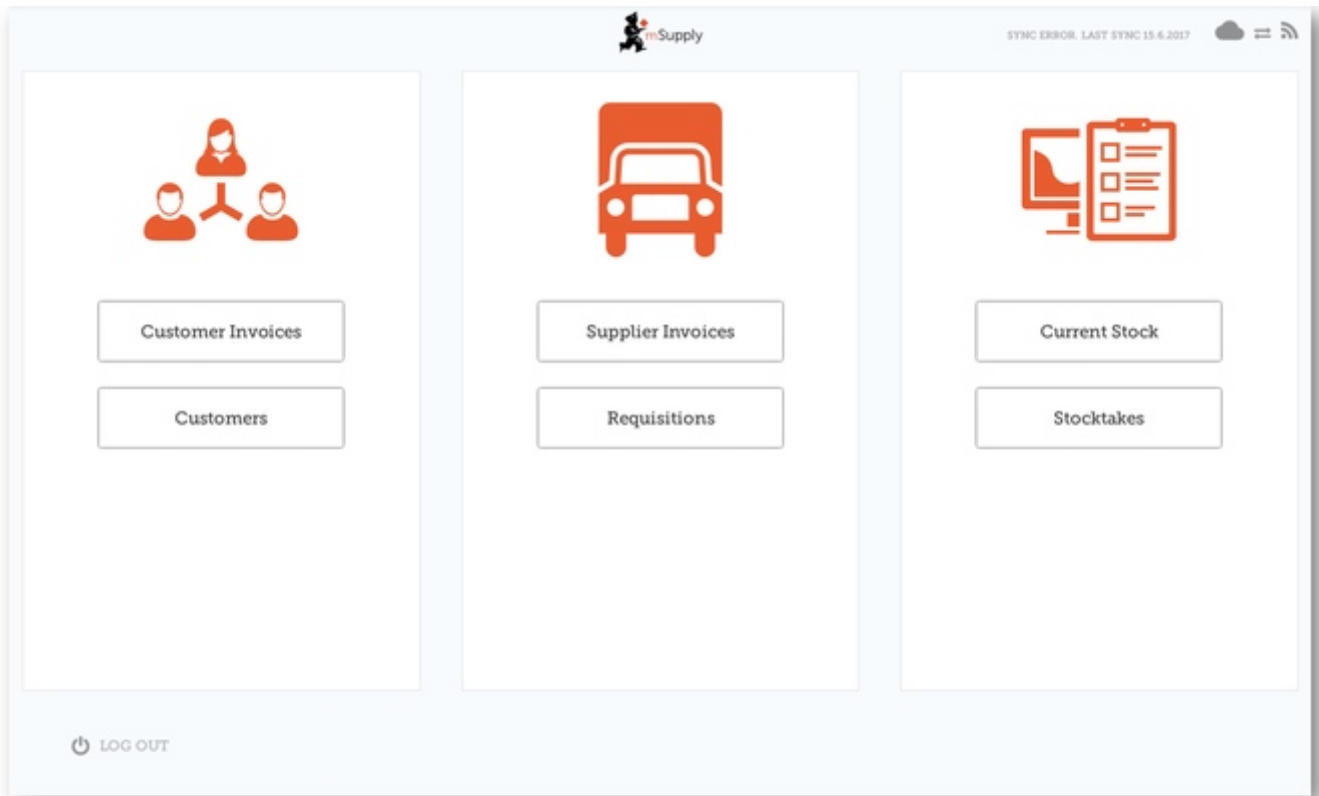 mSupply
SYNC ERROR. LAST SYNC 15.6.2017
Customer Invoices
Customers
Supplier Invoices
Requisitions
Current Stock
Stocktakes
LOG OUT